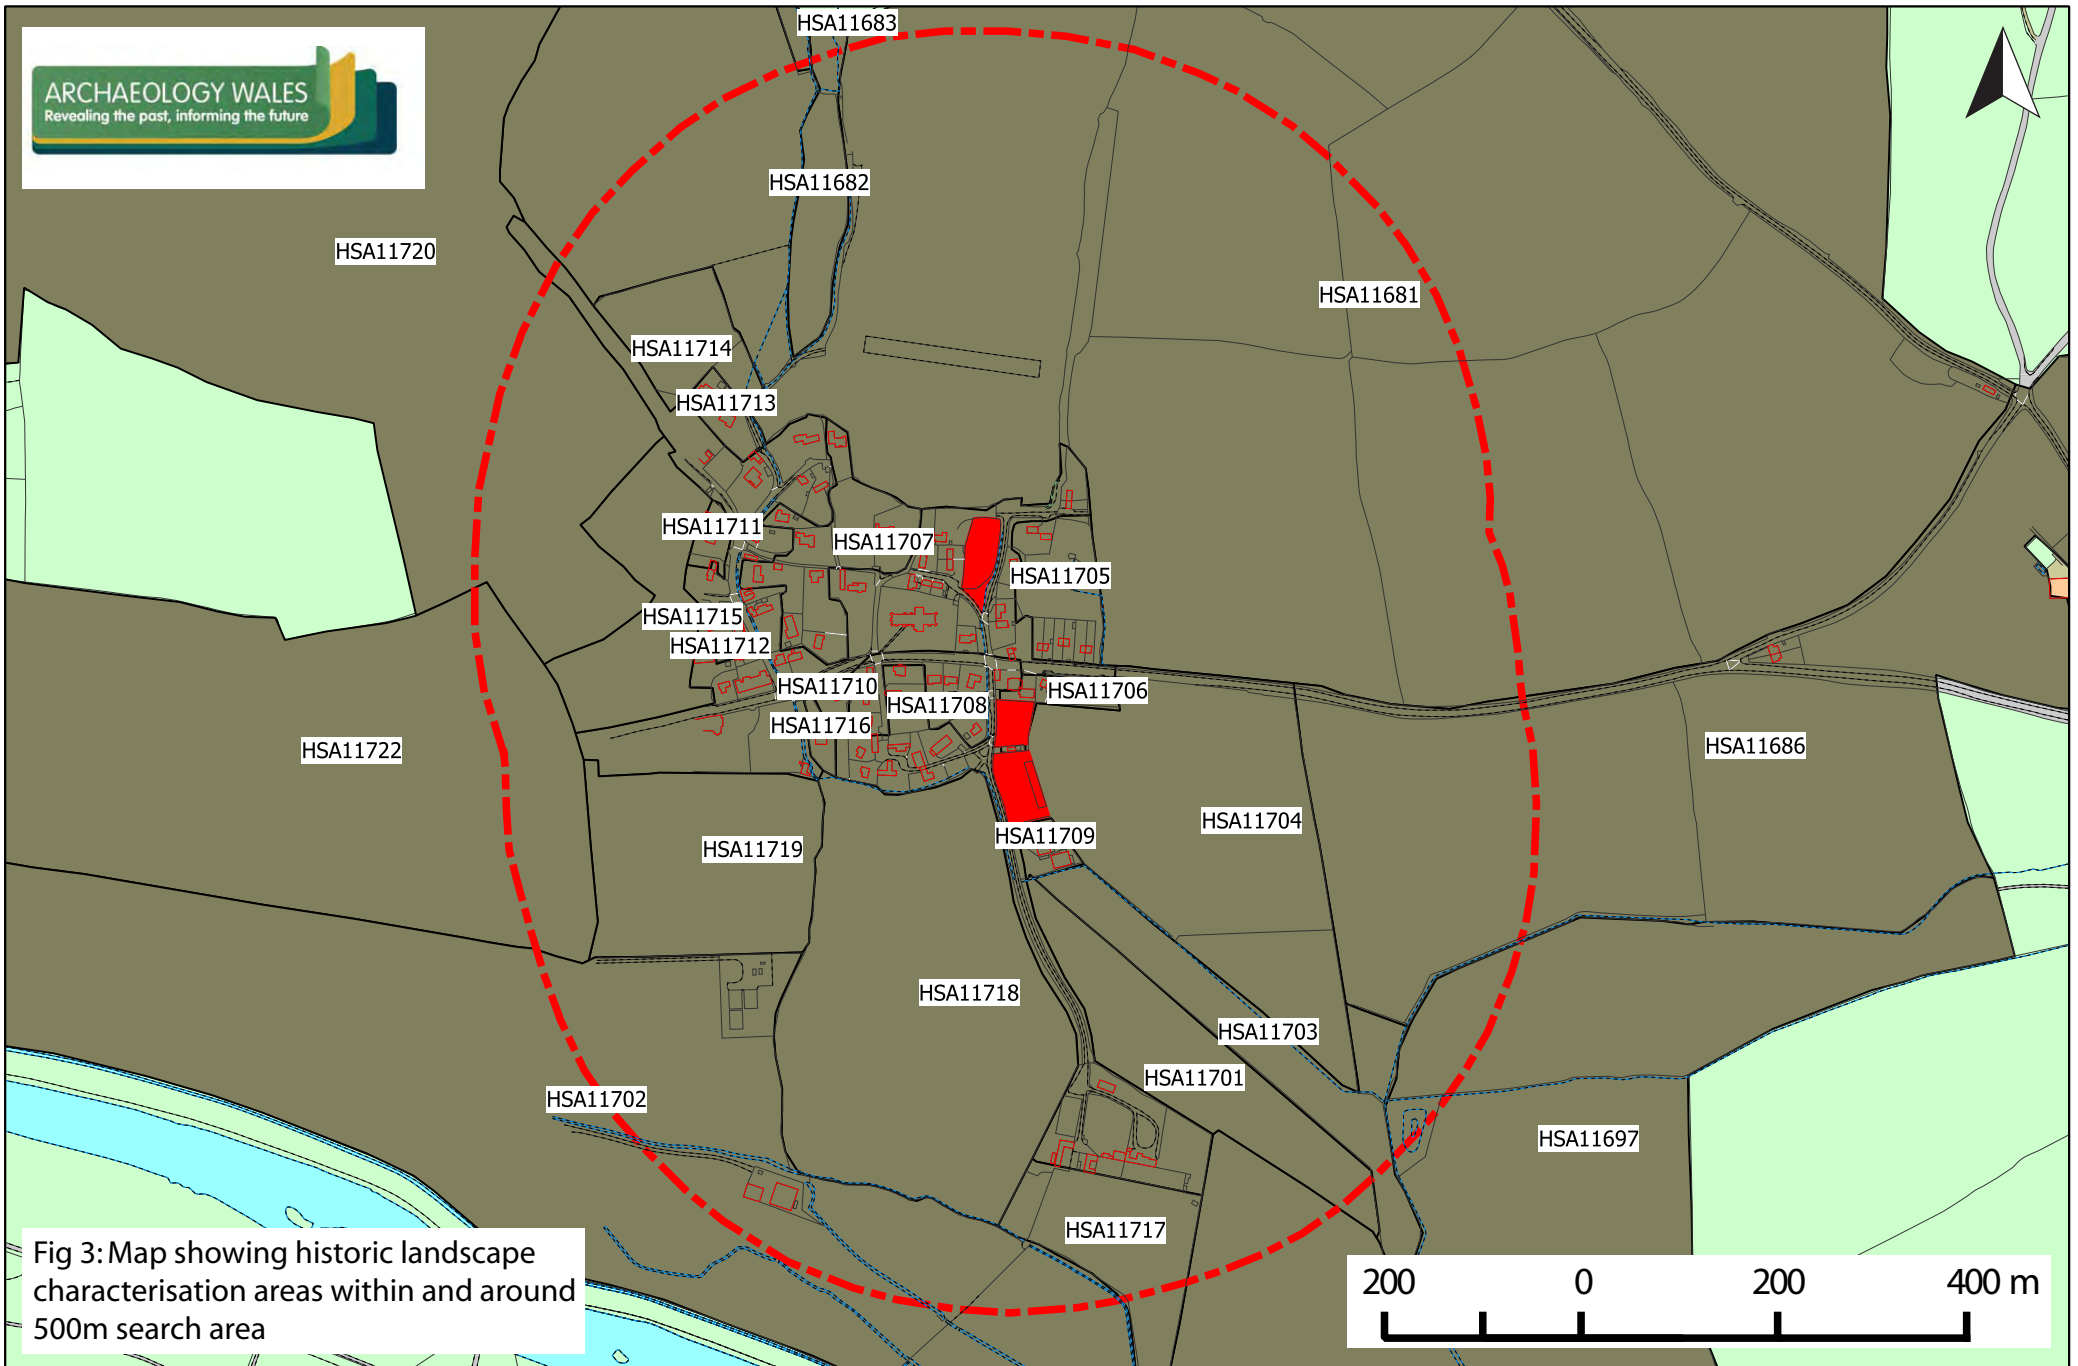 HSA11683
ARCHAEOLOGY WALES
Revealing the past, informing the future
HSA11682
HSA11720
HSA11681
HSA11714
HSA11713
HSA11711
HSA11707
HSA11705
HSA11715
HSA11712
HSA11710
HSA11706
HSA11708
HSA11716
HSA11722
HSA11686
HSA11704
HSA11709
HSA11719
HSA11718
HSA11703
HSA11701
HSA11702
HSA11697
HSA11717
Fig 3: Map showing historic landscape
characterisation areas within and around
500m search area
200 0 200 400 m